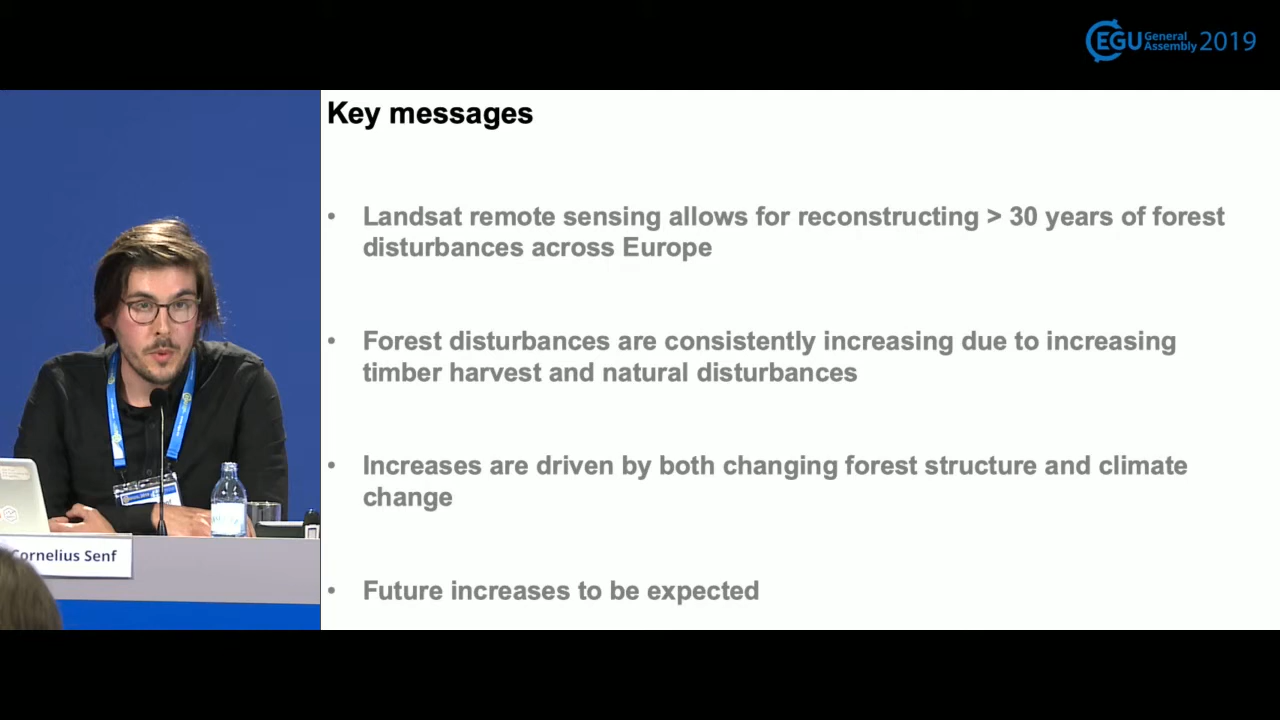 EGU General
Assembly 2019
Key messages
• Landsat remote sensing allows for reconstructing > 30 years of forest
disturbances across Europe
• Forest disturbances are consistently increasing due to increasing
timber harvest and natural disturbances
• Increases are driven by both changing forest structure and climate
change
• Future increases to be expected
Cornelius Senf